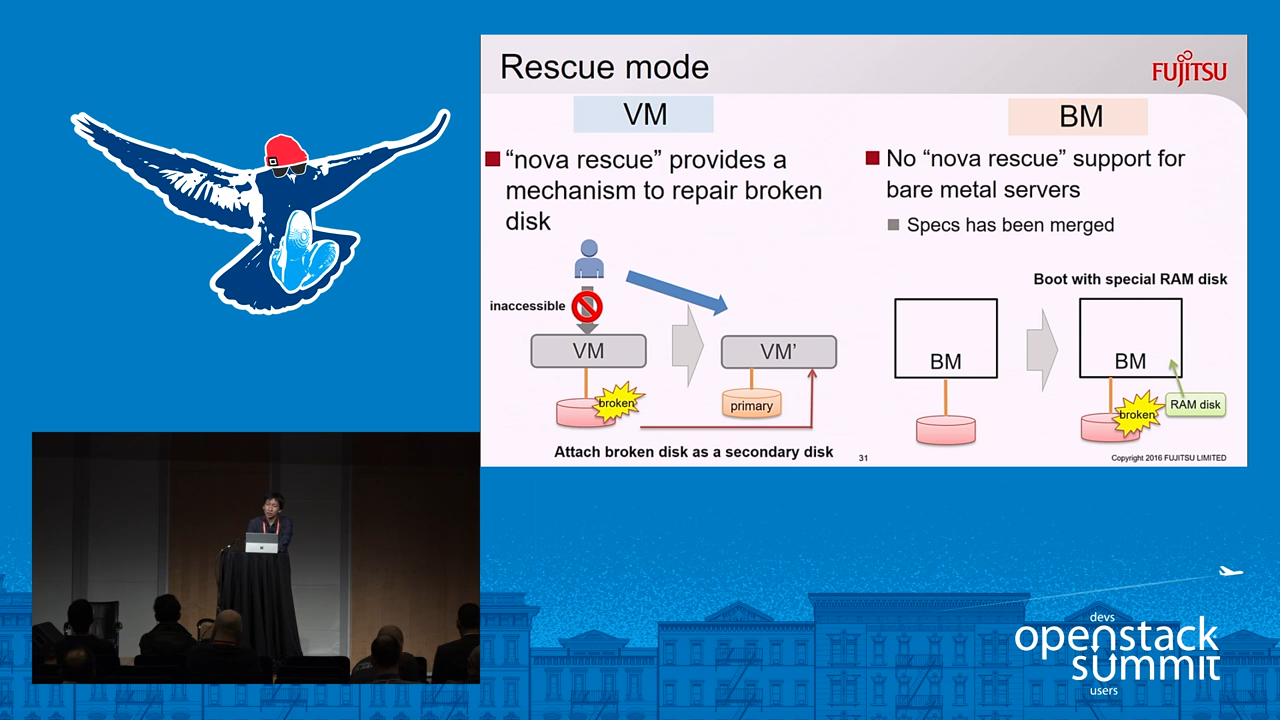 Rescue mode
FUJITSU
VM
BM
"nova rescue" provides a
mechanism to repair broken
disk
No "nova rescue" support for
bare metal servers
Specs has been merged
Boot with special RAM disk
inaccessible
VM
VM'
BM
BM
broken
primary
broken
RAM disk
Attach broken disk as a secondary disk
31
Copyright 2016 FUJITSU LIMITED
devs
openstack
summit
users